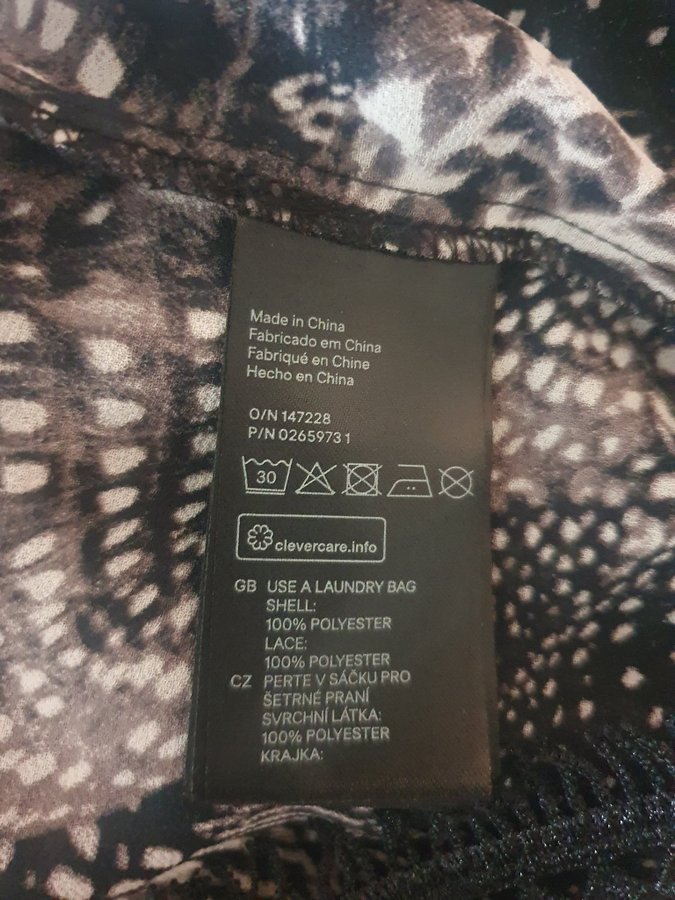 Made in China
Fabricado em China
Fabriqué en Chine
Hecho en China
O/N 147228
P/N 02659731
30
clevercare.info
GB USE A LAUNDRY BAG
SHELL:
100% POLYESTER
LACE:
100% POLYESTER
CZ PERTE V SÁČKU PRO
ŠETRNÉ PRANÍ
SVRCHNÍ LÁTKA:
100% POLYESTER
KRAJKA: